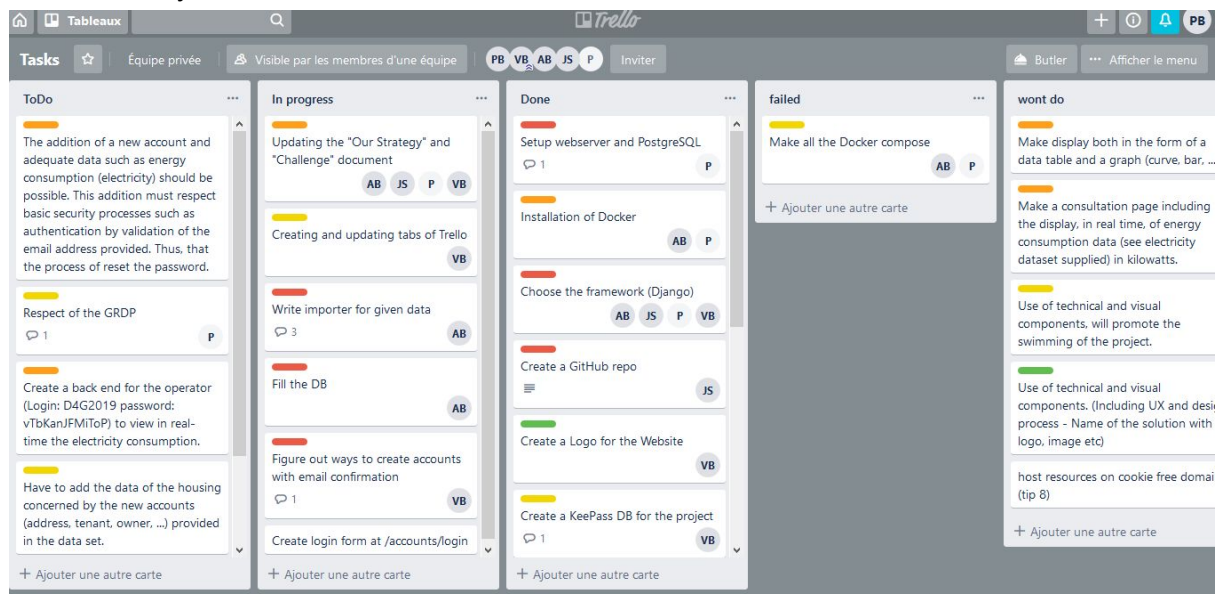 Tableaux
Trello
PB
Tasks
Équipe privée
Visible par les membres d'une équipe
PB VB AB JS P
Inviter
Butler
Afficher le menu
ToDo
The addition of a new account and
adequate data such as energy
consumption (electricity) should be
possible. This addition must respect
basic security processes such as
authentication by validation of the
email address provided. Thus, that
the process of reset the password.
Respect of the GRDP
1
P
Create a back end for the operator
(Login: D4G2019 password:
vTbKanJFMiToP) to view in real-
time the electricity consumption.
Have to add the data of the housing
concerned by the new accounts
(address, tenant, owner, ...) provided
in the data set.
+ Ajouter une autre carte
In progress
Updating the "Our Strategy" and
"Challenge" document
AB JS P VB
Creating and updating tabs of Trello
VB
Write importer for given data
3
AB
Fill the DB
AB
Figure out ways to create accounts
with email confirmation
1
VB
Create login form at /accounts/login
+ Ajouter une autre carte
Done
Setup webserver and PostgreSQL
1
P
Installation of Docker
AB P
Choose the framework (Django)
AB JS P VB
Create a GitHub repo
JS
Create a Logo for the Website
VB
Create a KeePass DB for the project
1
VB
+ Ajouter une autre carte
failed
Make all the Docker compose
AB P
+ Ajouter une autre carte
wont do
Make display both in the form of a
data table and a graph (curve, bar, ...
Make a consultation page including
the display, in real time, of energy
consumption data (see electricity
dataset supplied) in kilowatts.
Use of technical and visual
components, will promote the
swimming of the project.
Use of technical and visual
components. (Including UX and desi
process - Name of the solution with
logo, image etc)
host resources on cookie free domai
(tip 8)
+ Ajouter une autre carte